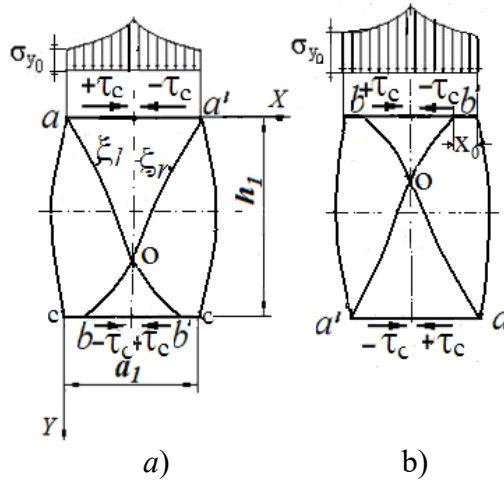 σy₀
+τc -τc
a a' X
ξl ξr
h₁
O
c c
b -τc +τc b'
a₁
Y
a)
σy₀
+τc -τc
b b'
x₀
O
a' a
-τc +τc
b)